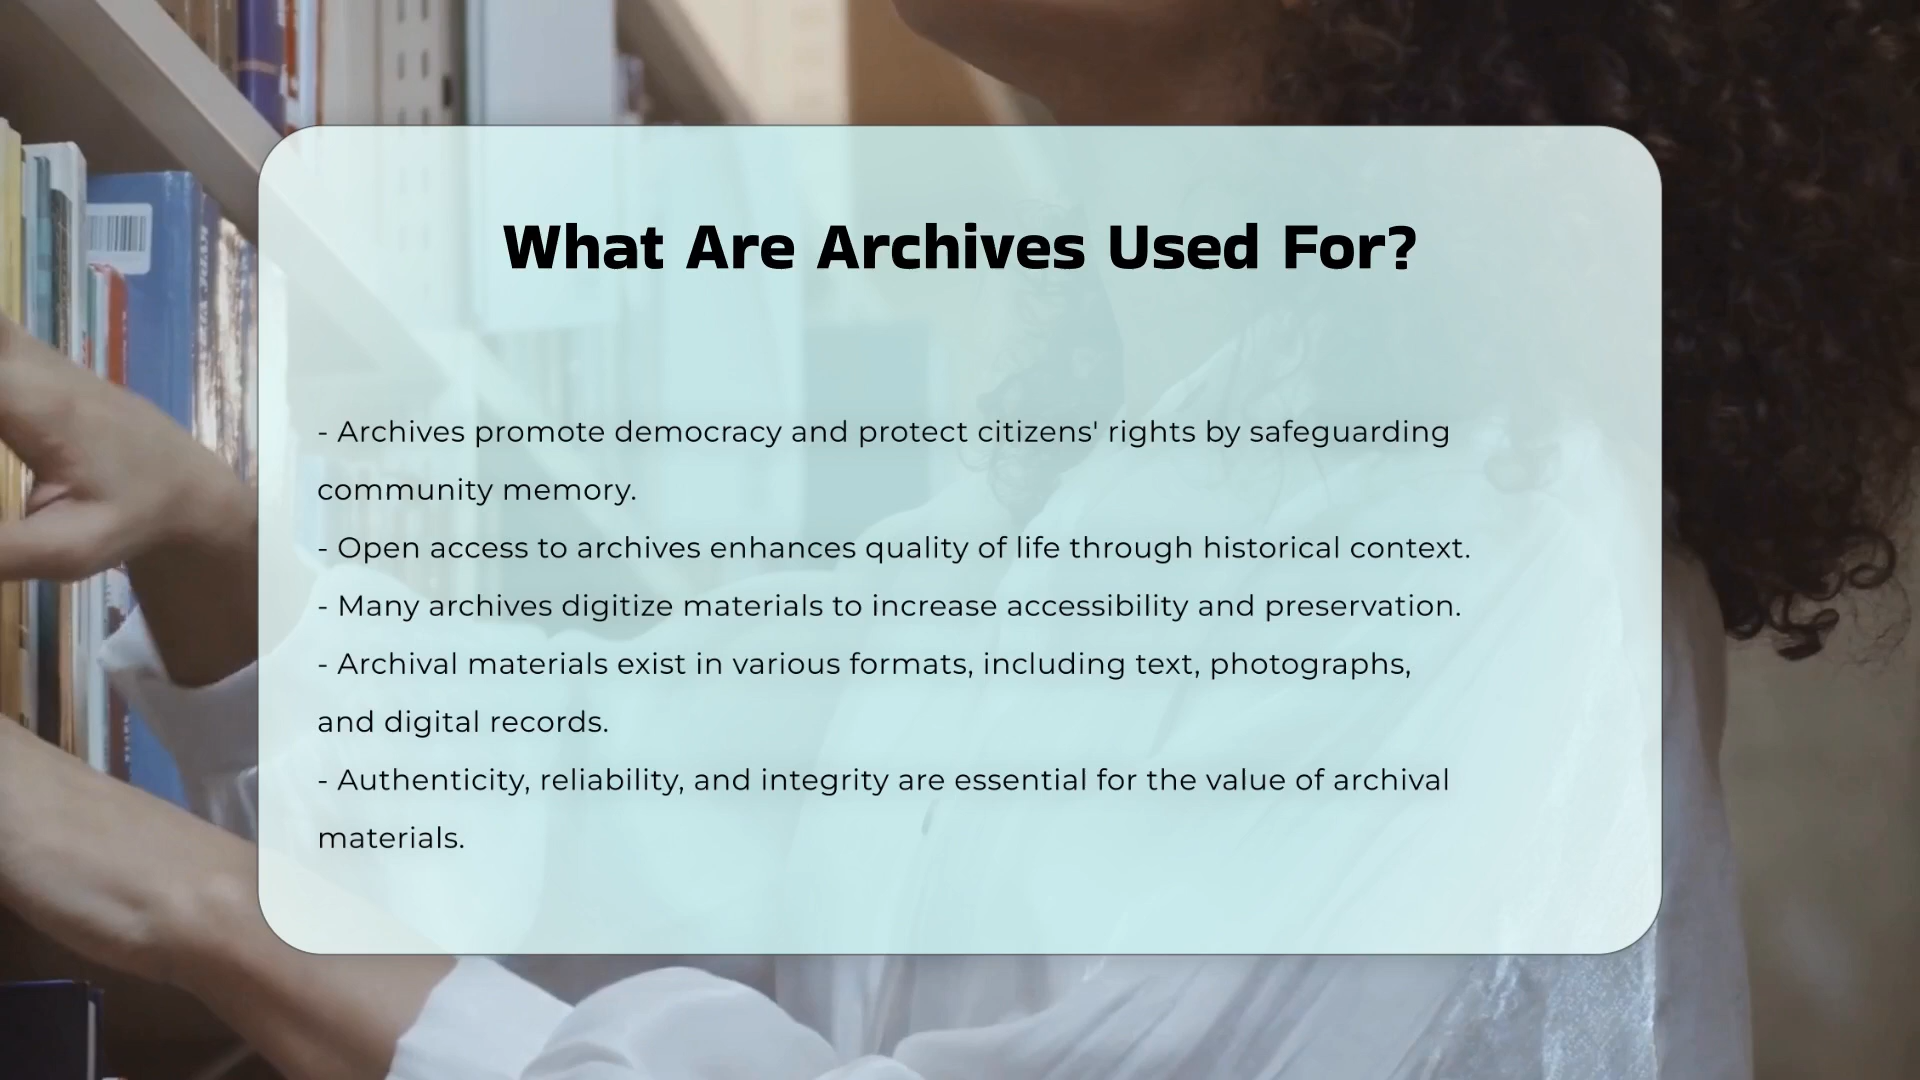 What Are Archives Used For?
- Archives promote democracy and protect citizens' rights by safeguarding
community memory.
- Open access to archives enhances quality of life through historical context.
- Many archives digitize materials to increase accessibility and preservation.
- Archival materials exist in various formats, including text, photographs,
and digital records.
- Authenticity, reliability, and integrity are essential for the value of archival
materials.